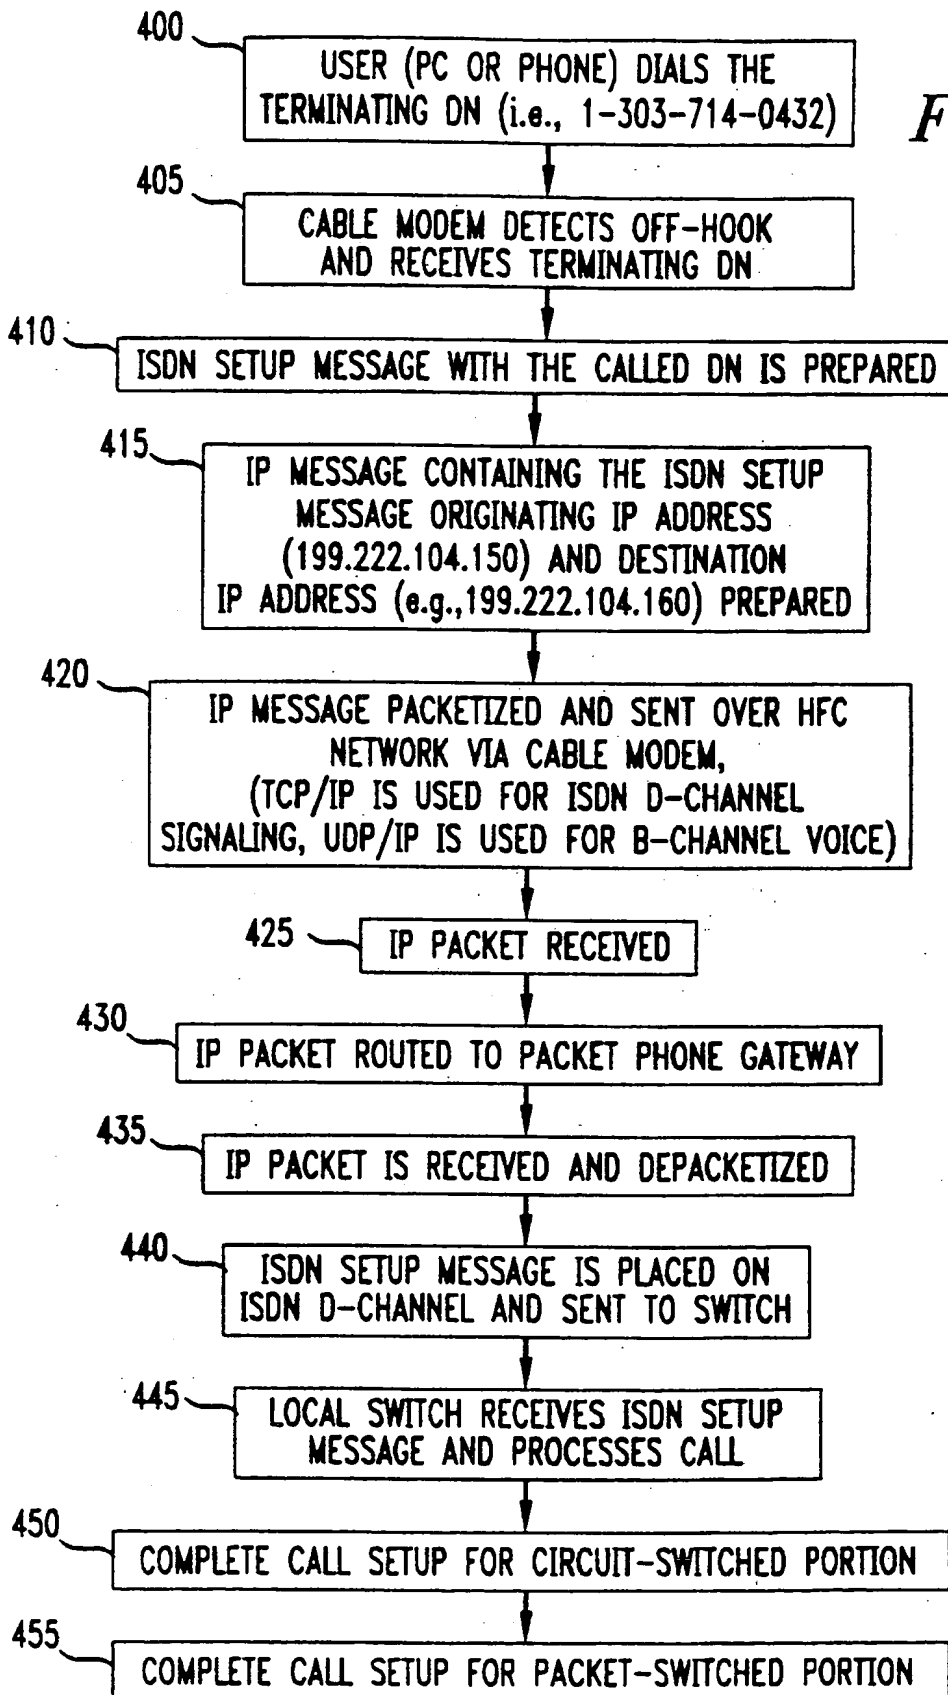 400
USER (PC OR PHONE) DIALS THE
TERMINATING DN (i.e., 1-303-714-0432)
F
405
CABLE MODEM DETECTS OFF-HOOK
AND RECEIVES TERMINATING DN
410
ISDN SETUP MESSAGE WITH THE CALLED DN IS PREPARED
415
IP MESSAGE CONTAINING THE ISDN SETUP
MESSAGE ORIGINATING IP ADDRESS
(199.222.104.150) AND DESTINATION
IP ADDRESS (e.g.,199.222.104.160) PREPARED
420
IP MESSAGE PACKETIZED AND SENT OVER HFC
NETWORK VIA CABLE MODEM,
(TCP/IP IS USED FOR ISDN D-CHANNEL
SIGNALING, UDP/IP IS USED FOR B-CHANNEL VOICE)
425
IP PACKET RECEIVED
430
IP PACKET ROUTED TO PACKET PHONE GATEWAY
435
IP PACKET IS RECEIVED AND DEPACKETIZED
440
ISDN SETUP MESSAGE IS PLACED ON
ISDN D-CHANNEL AND SENT TO SWITCH
445
LOCAL SWITCH RECEIVES ISDN SETUP
MESSAGE AND PROCESSES CALL
450
COMPLETE CALL SETUP FOR CIRCUIT-SWITCHED PORTION
455
COMPLETE CALL SETUP FOR PACKET-SWITCHED PORTION